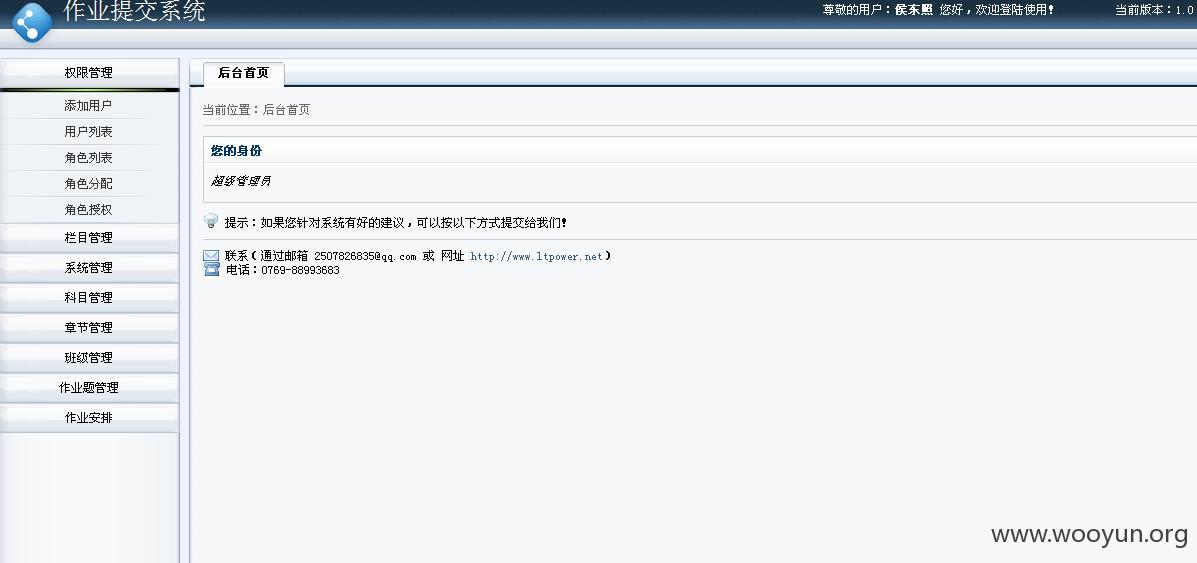 作业提交系统
尊敬的用户：侯东照 您好，欢迎登陆使用！ 当前版本：1.0
权限管理
添加用户
用户列表
角色列表
角色分配
角色授权
栏目管理
系统管理
科目管理
章节管理
班级管理
作业题管理
作业安排
后台首页
当前位置：后台首页
您的身份
超级管理员
提示：如果您针对系统有好的建议，可以按以下方式提交给我们！
联系（通过邮箱 2507826835@qq.com 或 网址 http://www.ltpower.net）
电话：0769-88993683
www.wooyun.org